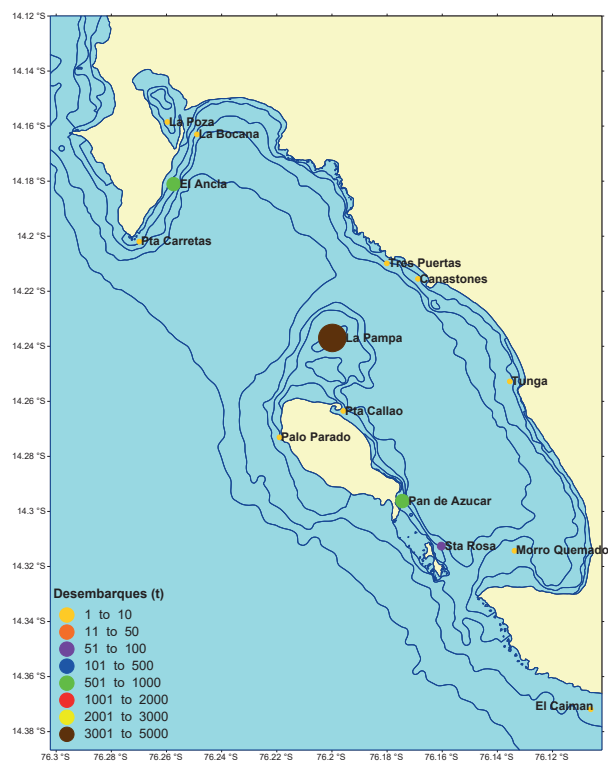 14.12 °S
14.14 °S
14.16 °S
14.18 °S
14.2 °S
14.22 °S
14.24 °S
14.26 °S
14.28 °S
14.3 °S
14.32 °S
14.34 °S
14.36 °S
14.38 °S
La Poza
La Bocana
El Ancla
Pta Carretas
Tres Puertas
Canastones
La Pampa
Tunga
Pta Callao
Palo Parado
Pan de Azucar
Sta Rosa
Morro Quemado
El Caiman
Desembarques (t)
1 to 10
11 to 50
51 to 100
101 to 500
501 to 1000
1001 to 2000
2001 to 3000
3001 to 5000
76.3 °S 76.28 °S 76.26 °S 76.24 °S 76.22 °S 76.2 °S 76.18 °S 76.16 °S 76.14 °S 76.12 °S